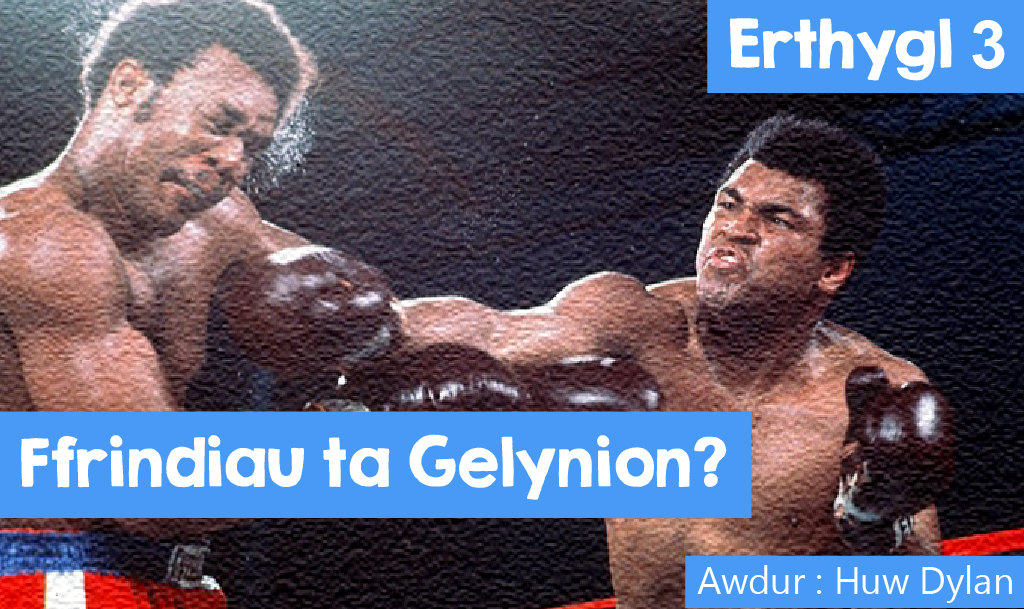 Erthygl 3
Ffrindiau ta Gelynion?
Awdur : Huw Dylan